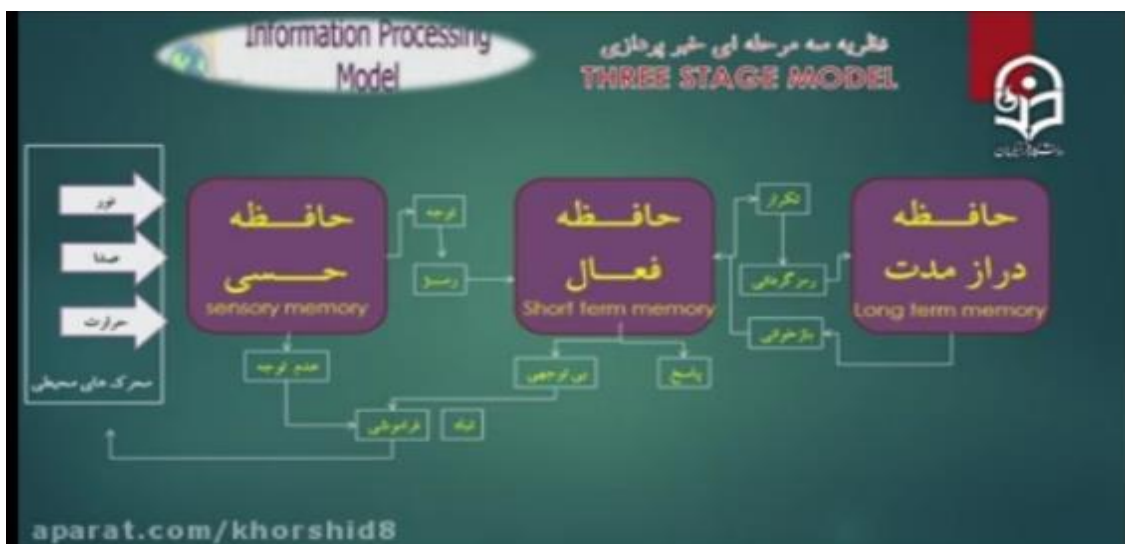 Information Processing
Model
نظریه سه مرحله ای خبر پردازی
THREE STAGE MODEL
نور
صدا
حرارت
محرک های محیطی
حافظه
حسی
sensory memory
توجه
عدم توجه
حافظه
فعال
Short term memory
بی توجهی
پاسخ
فراموشی
تکرار
رمزگردانی
بازخوانی
حافظه
دراز مدت
Long term memory
aparat.com/khorshid8